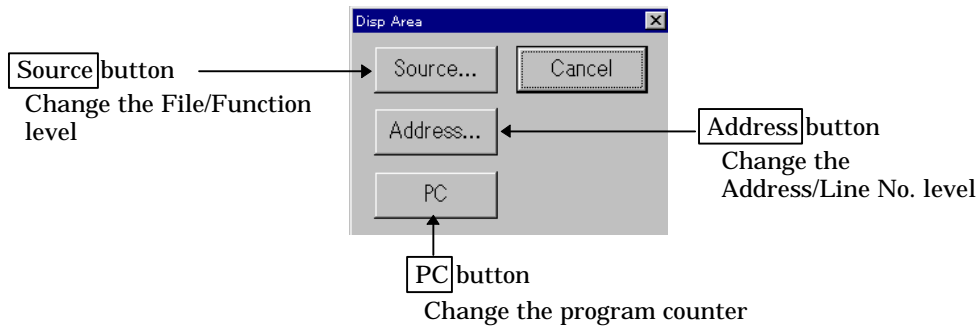 Disp Area
Source button
Change the File/Function
level
Source...
Cancel
Address...
Address button
Change the
Address/Line No. level
PC
PC button
Change the program counter